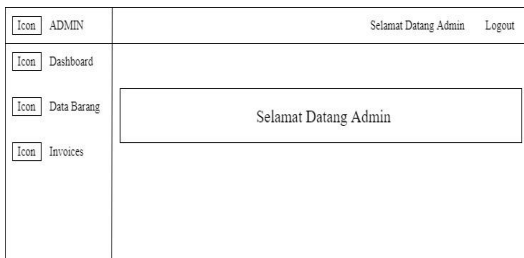 Icon ADMIN Selamat Datang Admin Logout
Icon Dashboard
Icon Data Barang
Selamat Datang Admin
Icon Invoices